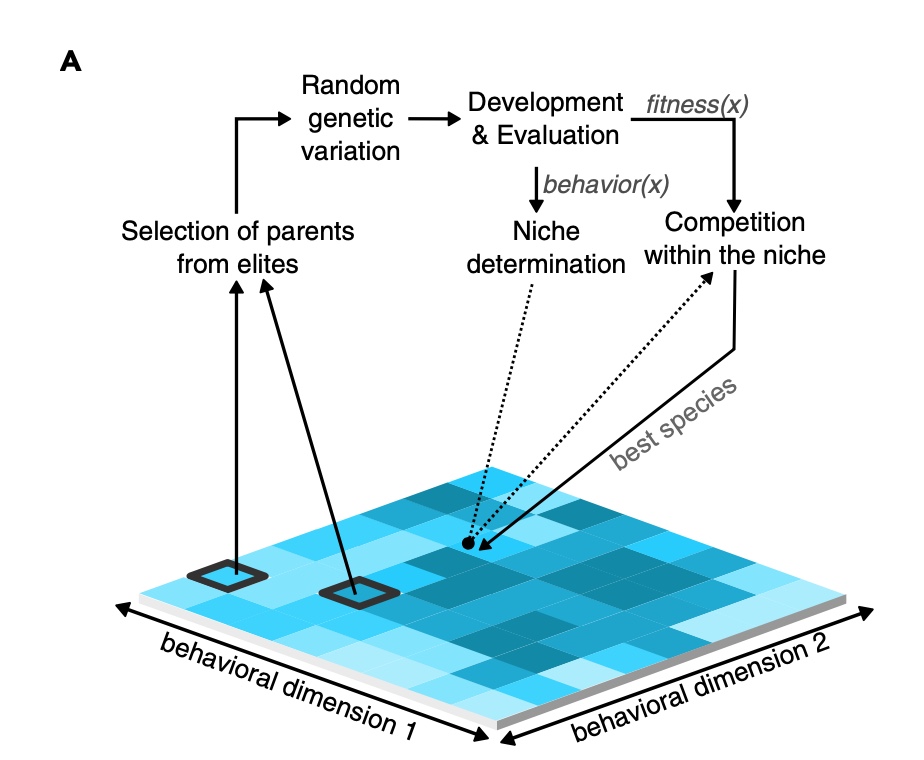 A
Random
genetic
variation
Development
& Evaluation
fitness(x)
behavior(x)
Selection of parents
from elites
Niche
determination
Competition
within the niche
best species
behavioral dimension 1
behavioral dimension 2